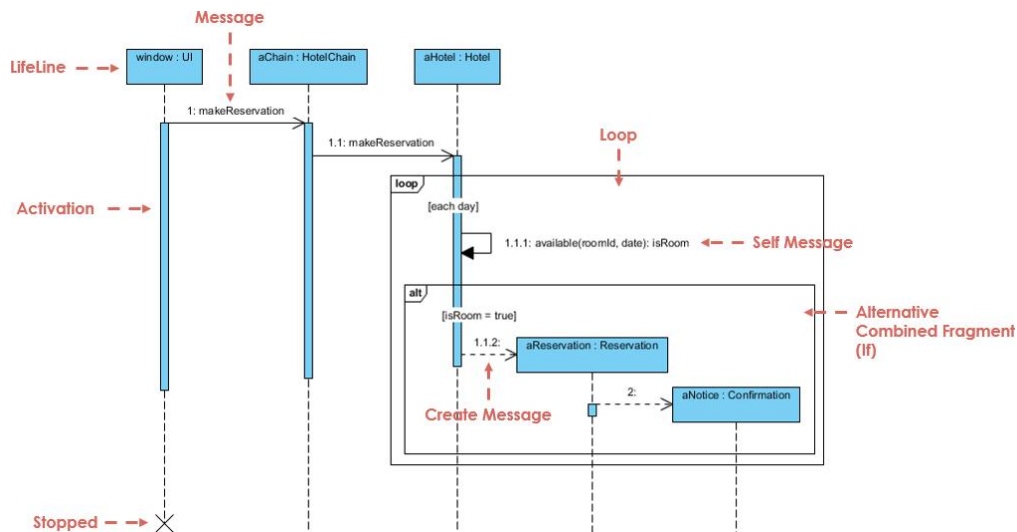 Message
LifeLine
window : UI
aChain : HotelChain
aHotel : Hotel
1: makeReservation
1.1: makeReservation
Loop
loop
[each day]
Activation
1.1.1: available(roomId, date): isRoom
Self Message
alt
[isRoom = true]
Alternative
Combined Fragment
(If)
1.1.2:
aReservation : Reservation
Create Message
2:
aNotice : Confirmation
Stopped